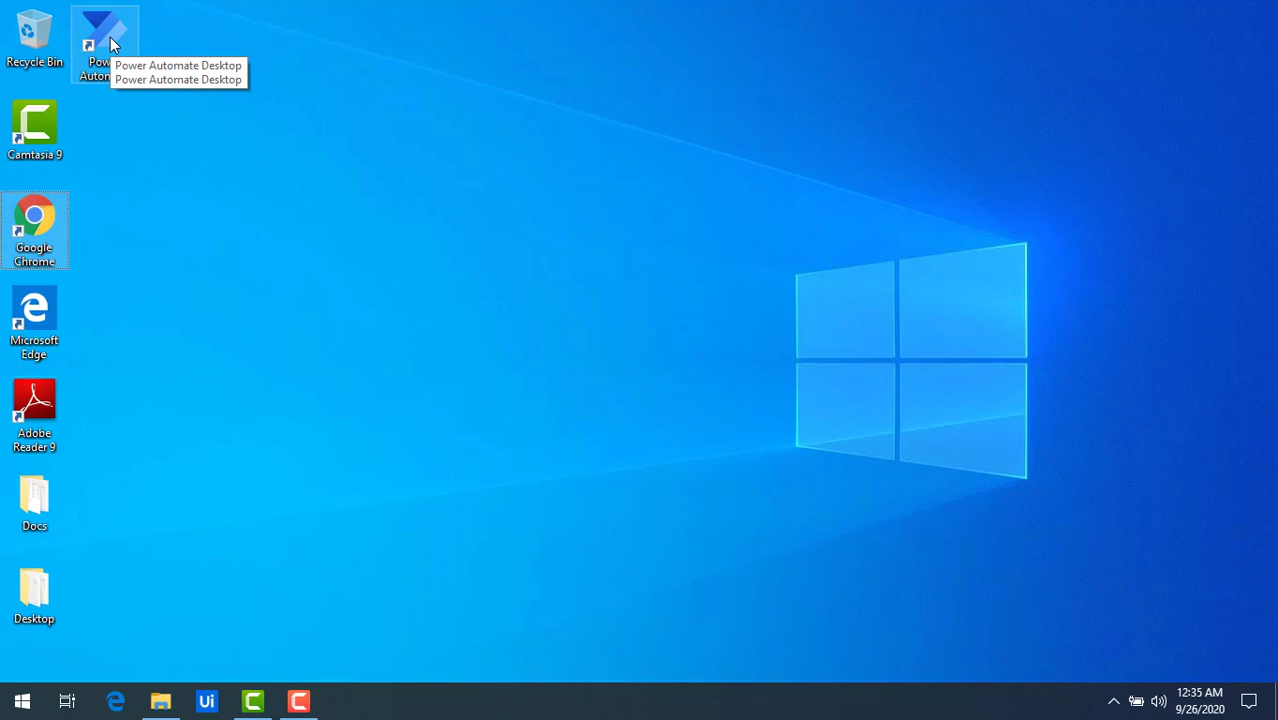 Recycle Bin
Pow
Autom
Power Automate Desktop
Power Automate Desktop
Camtasia 9
Google
Chrome
Microsoft
Edge
Adobe
Reader 9
Docs
Desktop
Ui
12:35 AM
9/26/2020